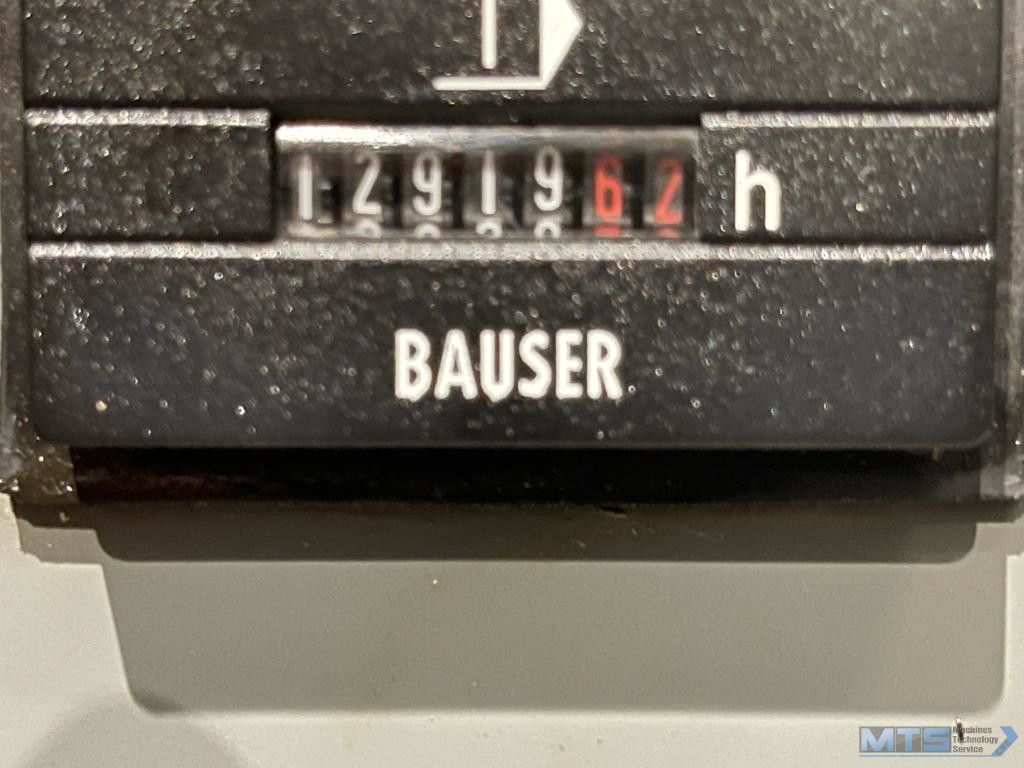 1291962 h
BAUSER
MTS Machines
Technology
Service